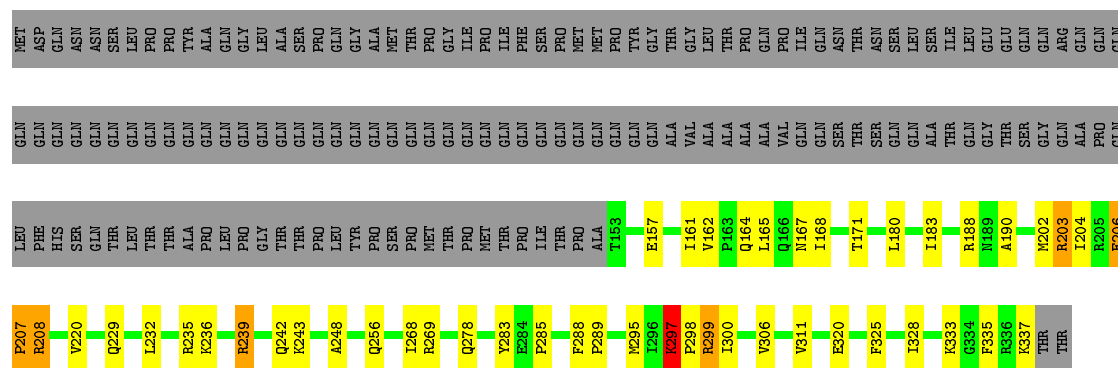 MET ASP GLN ASN ASN SER LEU PRO PRO TYR ALA GLN GLY LEU ALA SER PRO GLN GLY ALA MET THR PRO GLY ILE PRO ILE PHE SER PRO MET MET PRO TYR GLY THR GLY LEU THR PRO GLN PRO ILE GLN ASN THR ASN SER LEU SER ILE LEU GLU GLU GLN GLN ARG GLN GLN GLN
GLN GLN GLN GLN GLN GLN GLN GLN GLN GLN GLN GLN GLN GLN GLN GLN GLN GLN GLN GLN GLN GLN GLN GLN GLN GLN GLN GLN GLN GLN GLN GLN GLN GLN GLN ALA VAL ALA ALA ALA ALA VAL GLN GLN SER THR SER GLN GLN ALA THR GLN GLY THR SER GLY GLN ALA PRO GLN
LEU PHE HIS SER GLN THR LEU THR THR ALA PRO LEU PRO GLY THR THR PRO LEU TYR PRO SER PRO MET THR PRO MET THR PRO ILE THR PRO ALA T153 E157 I161 V162 P163 Q164 L165 Q166 N167 I168 T171 L180 I183 R188 N189 A190 M202 R203 I204 R205 E206
P207 R208 V220 Q229 L232 R235 K236 R239 Q242 K243 A248 Q256 I268 R269 Q278 Y283 E284 P285 F288 P289 M295 I296 K297 P298 R299 I300 V306 V311 E320 F325 I328 K333 G334 F335 R336 K337 THR THR